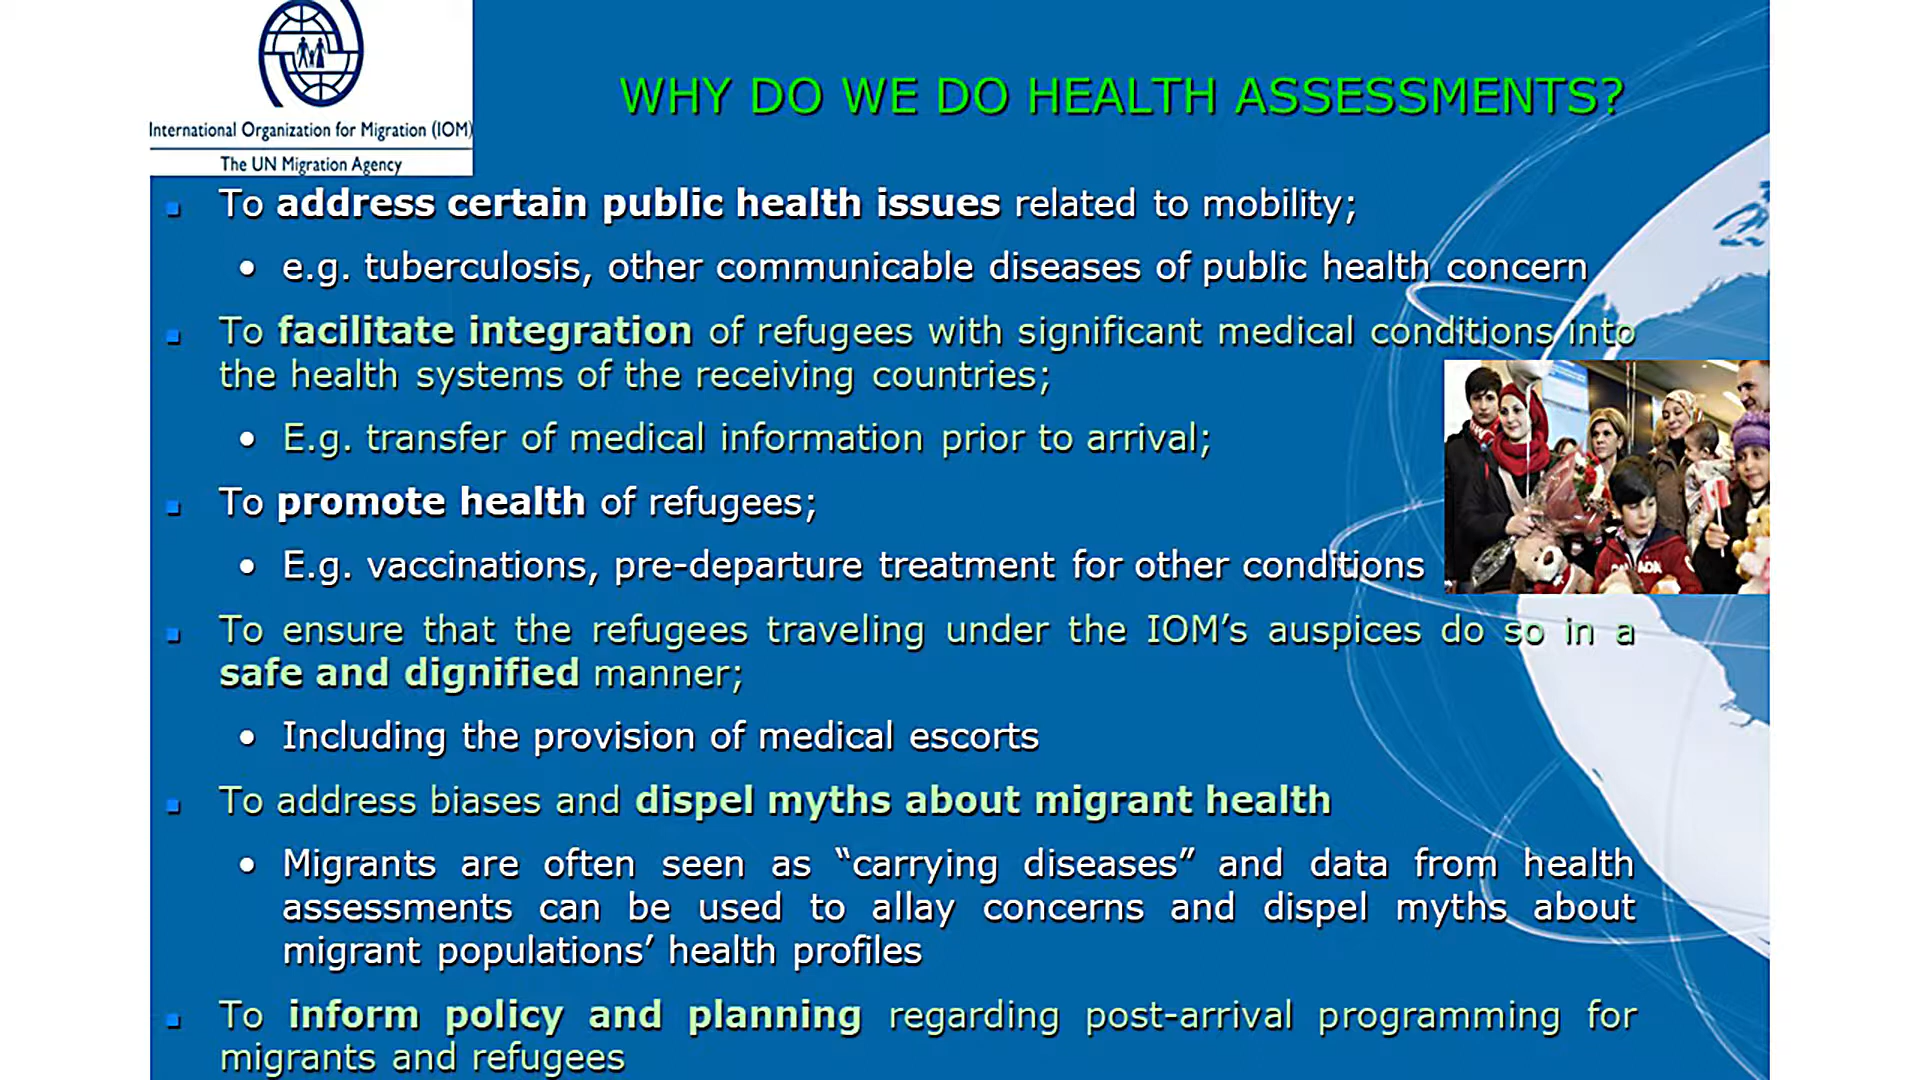 International Organization for Migration (IOM)
The UN Migration Agency
WHY DO WE DO HEALTH ASSESSMENTS?
To address certain public health issues related to mobility;
• e.g. tuberculosis, other communicable diseases of public health concern
To facilitate integration of refugees with significant medical conditions into
the health systems of the receiving countries;
• E.g. transfer of medical information prior to arrival;
To promote health of refugees;
• E.g. vaccinations, pre-departure treatment for other conditions
To ensure that the refugees traveling under the IOM’s auspices do so in a
safe and dignified manner;
• Including the provision of medical escorts
To address biases and dispel myths about migrant health
• Migrants are often seen as “carrying diseases” and data from health
assessments can be used to allay concerns and dispel myths about
migrant populations’ health profiles
To inform policy and planning regarding post-arrival programming for
migrants and refugees